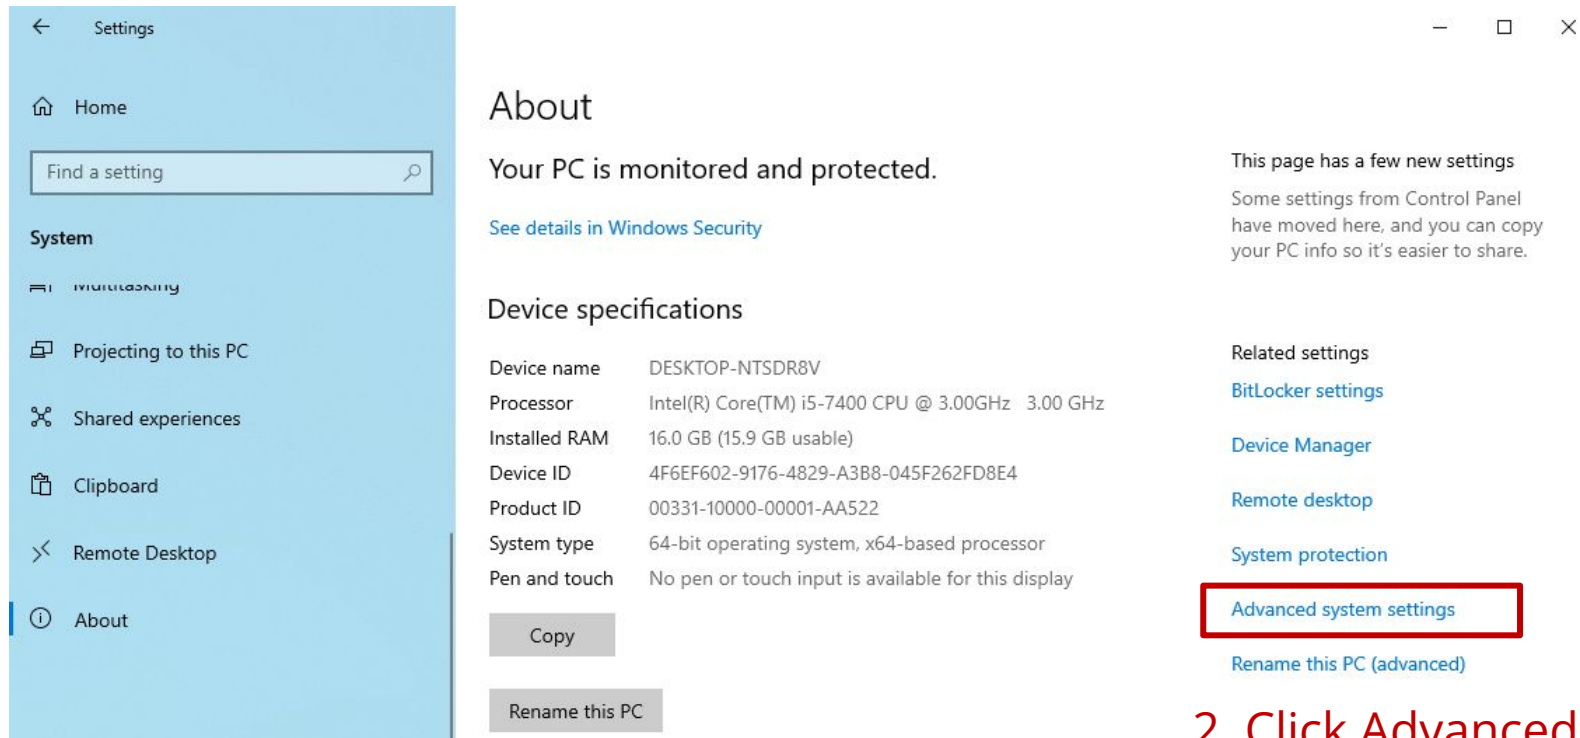 Settings
Home
Find a setting
System
Multitasking
Projecting to this PC
Shared experiences
Clipboard
Remote Desktop
About
About
Your PC is monitored and protected.
See details in Windows Security
Device specifications
Device name DESKTOP-NTSDR8V
Processor Intel(R) Core(TM) i5-7400 CPU @ 3.00GHz 3.00 GHz
Installed RAM 16.0 GB (15.9 GB usable)
Device ID 4F6EF602-9176-4829-A3B8-045F262FD8E4
Product ID 00331-10000-00001-AA522
System type 64-bit operating system, x64-based processor
Pen and touch No pen or touch input is available for this display
Copy
Rename this PC
This page has a few new settings
Some settings from Control Panel
have moved here, and you can copy
your PC info so it's easier to share.
Related settings
BitLocker settings
Device Manager
Remote desktop
System protection
Advanced system settings
Rename this PC (advanced)
2. Click Advanced